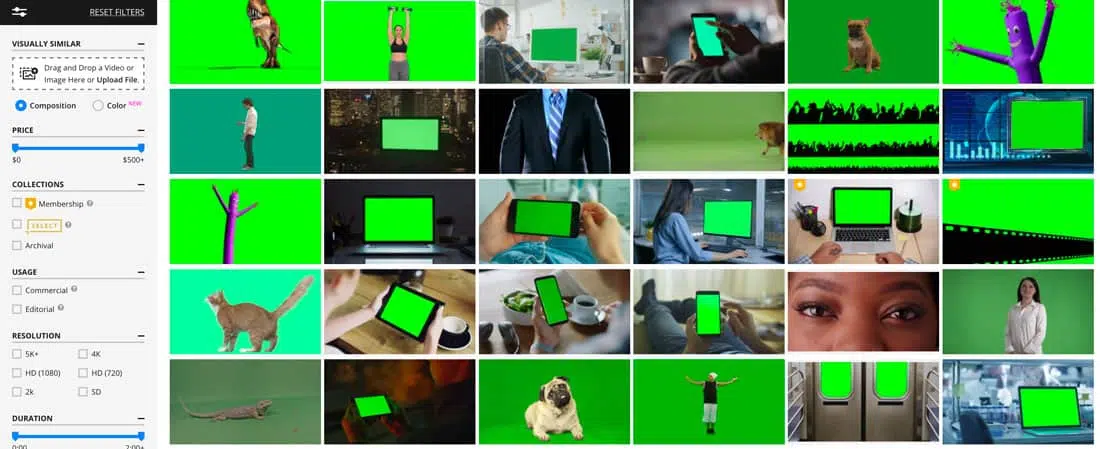 RESET FILTERS
VISUALLY SIMILAR
Drag and Drop a Video or
Image Here or Upload File.
Composition
Color NEW
PRICE
$0
$500+
COLLECTIONS
Membership
SELECT
Archival
USAGE
Commercial
Editorial
RESOLUTION
5K+
4K
HD (1080)
HD (720)
2k
SD
DURATION
0:00
2:00+